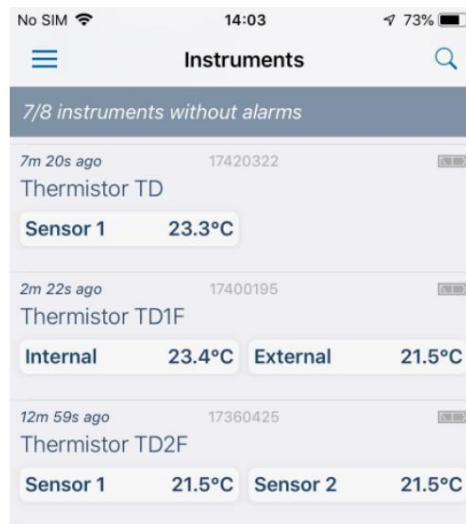 No SIM 14:03 73%
Instruments
7/8 instruments without alarms
7m 20s ago 17420322
Thermistor TD
Sensor 1 23.3°C
2m 22s ago 17400195
Thermistor TD1F
Internal 23.4°C External 21.5°C
12m 59s ago 17360425
Thermistor TD2F
Sensor 1 21.5°C Sensor 2 21.5°C